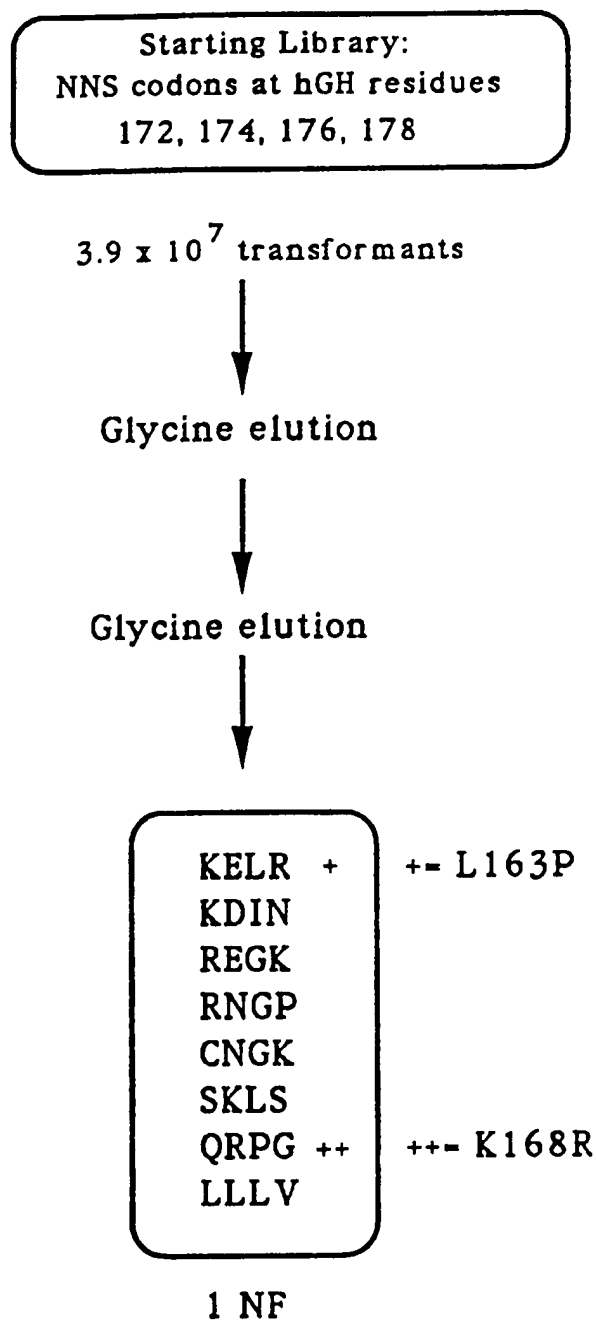 Starting Library:
NNS codons at hGH residues
172, 174, 176, 178
3.9 x 10^7 transformants
Glycine elution
Glycine elution
KELR + += L163P
KDIN
REGK
RNGP
CNGK
SKLS
QRPG ++ ++= K168R
LLLV
1 NF